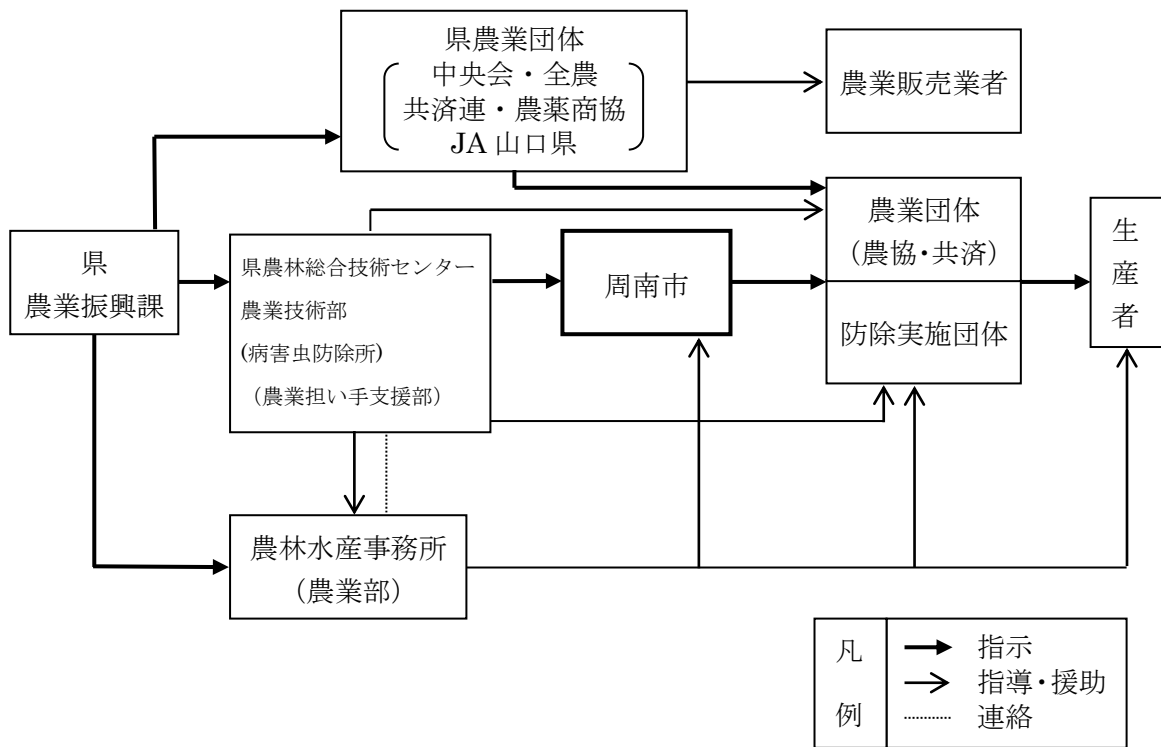 県農業団体
中央会・全農
共済連・農薬商協
JA 山口県
農業販売業者
県
農業振興課
県農林総合技術センター
農業技術部
(病害虫防除所)
（農業担い手支援部）
周南市
農業団体
（農協・共済）
防除実施団体
生産者
農林水産事務所
（農業部）
凡例
指示
指導・援助
連絡